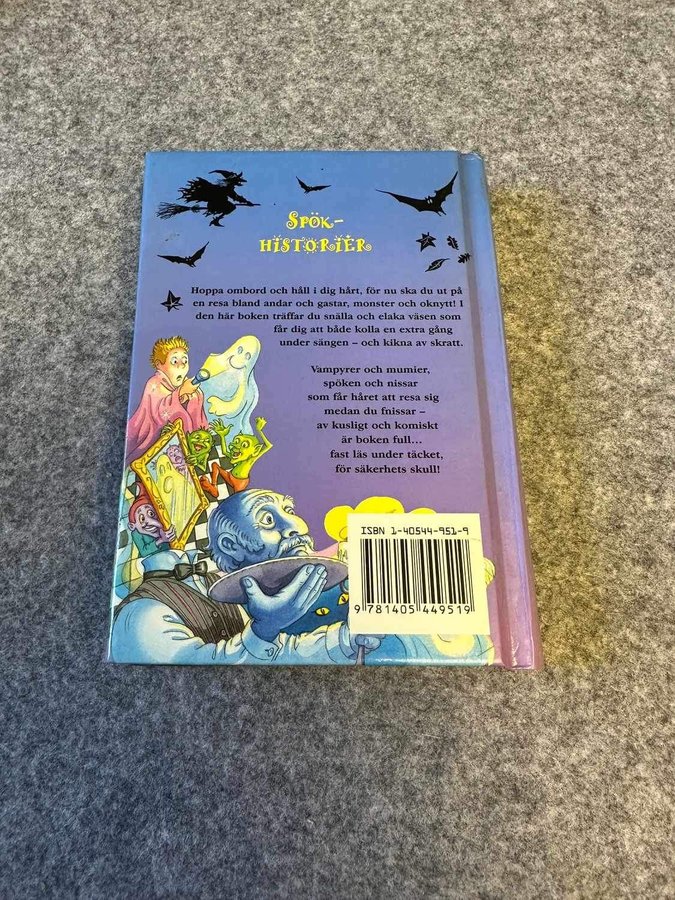 Spök-
historier
Hoppa ombord och håll i dig hårt, för nu ska du ut på
en resa bland andar och gastar, monster och oknytt! I
den här boken träffar du snälla och elaka väsen som
får dig att både kolla en extra gång
under sängen – och kikna av skratt.
Vampyrer och mumier,
spöken och nissar
som får håret att resa sig
medan du fnissar –
av kusligt och komiskt
är boken full...
fast läs under täcket,
för säkerhets skull!
ISBN 1-40544-951-9
9 781405 449519